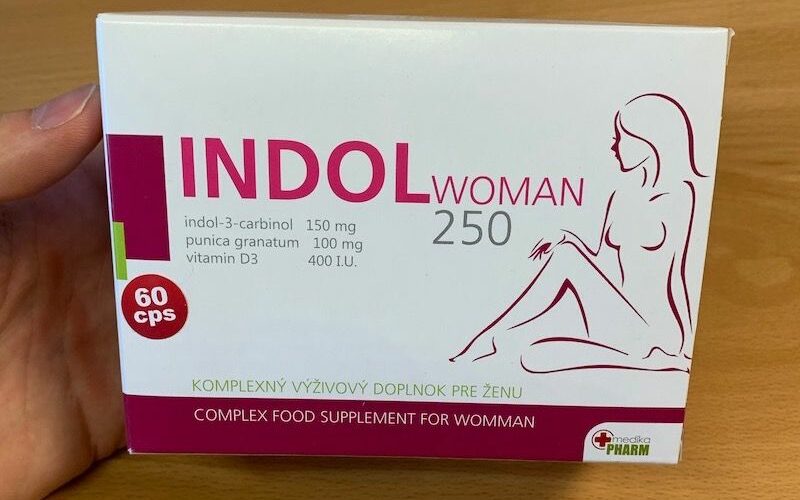 INDOL WOMAN
250
indol-3-carbinol 150 mg
punica granatum 100 mg
vitamin D3 400 I.U.
60
cps
KOMPLEXNÝ VÝŽIVOVÝ DOPLNOK PRE ŽENU
COMPLEX FOOD SUPPLEMENT FOR WOMMAN
medika
PHARM